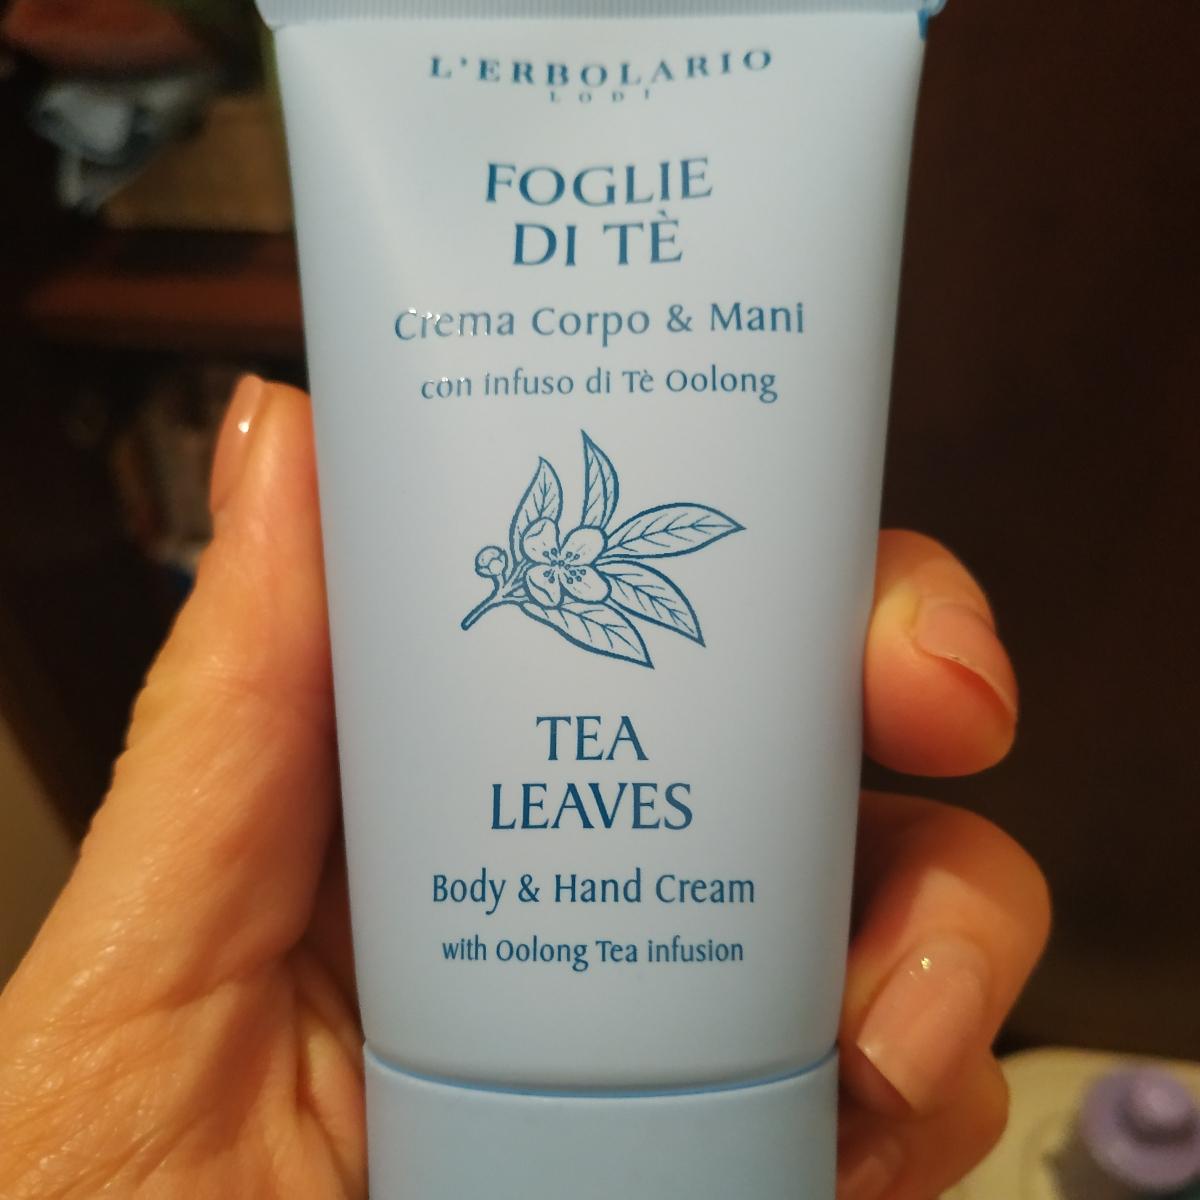 L'ERBOLARIO
LODI
FOGLIE
DI TÈ
Crema Corpo & Mani
con infuso di Tè Oolong
TEA
LEAVES
Body & Hand Cream
with Oolong Tea infusion